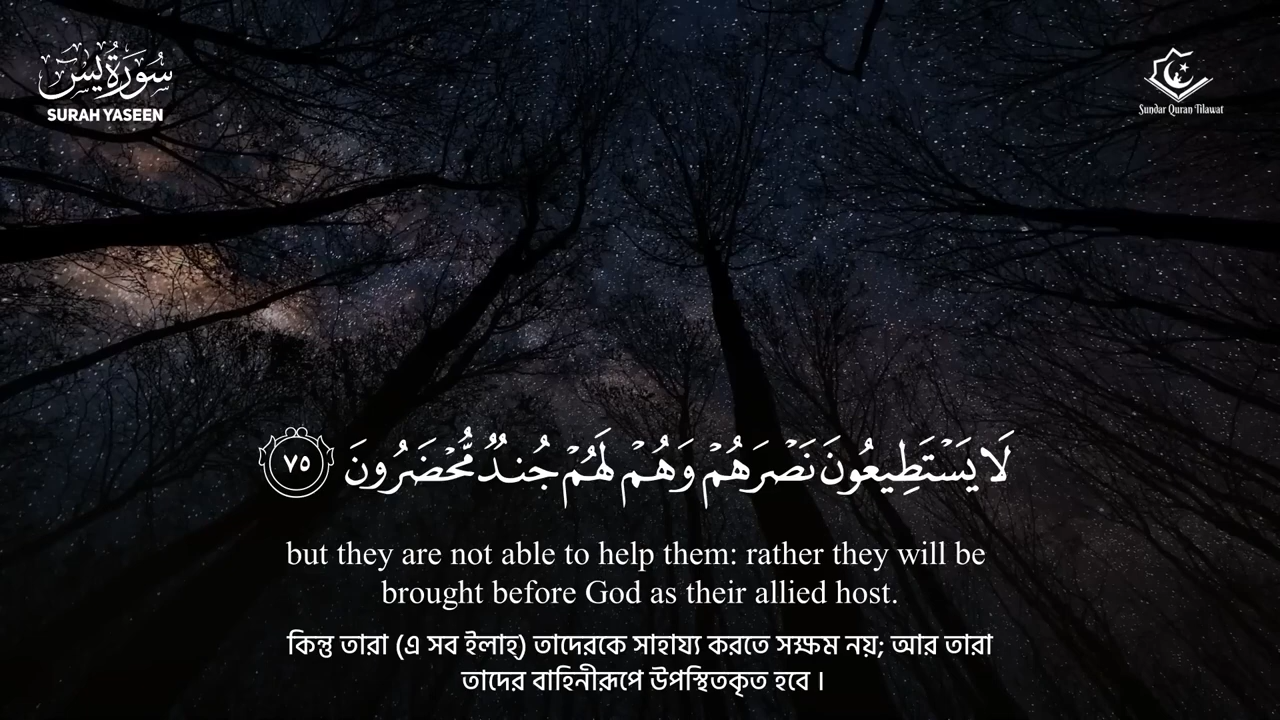 سُورَةُ يسٓ
SURAH YASEEN
Sundar Quran Tilawat
لَا يَسْتَطِيعُونَ نَصْرَهُمْ وَهُمْ لَهُمْ جُندٌ مُّحْضَرُونَ ٧٥
but they are not able to help them: rather they will be
brought before God as their allied host.
কিন্তু তারা (এ সব ইলাহ) তাদেরকে সাহায্য করতে সক্ষম নয়; আর তারা
তাদের বাহিনীরূপে উপস্থিতকৃত হবে।